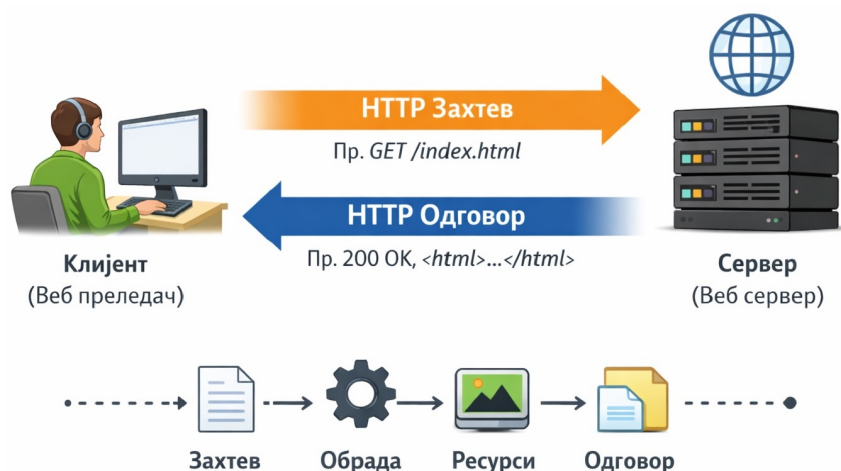 HTTP Захтев
Пр. GET /index.html
HTTP Одговор
Пр. 200 OK, <html>...</html>
Клијент
(Веб преледач)
Сервер
(Веб сервер)
Захтев
Обрада
Ресурси
Одговор